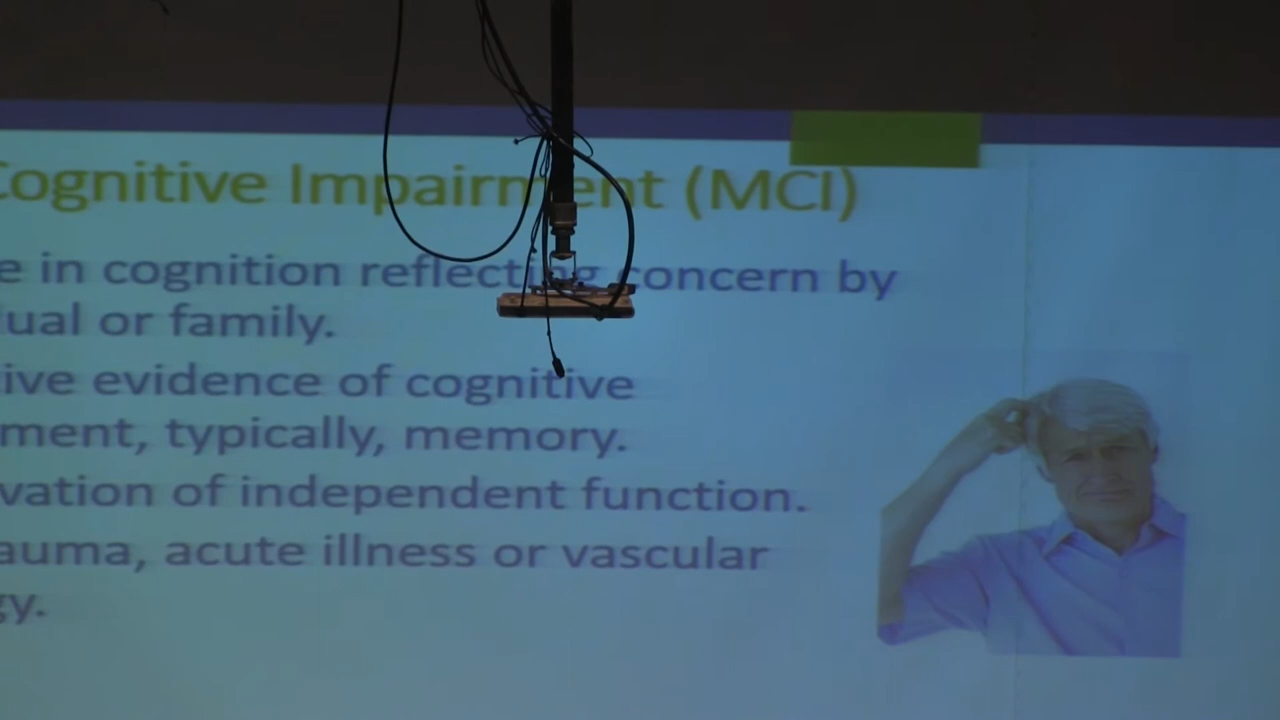 Cognitive Impairment (MCI)
e in cognition reflecting concern by
ual or family.
ive evidence of cognitive
ment, typically, memory.
vation of independent function.
auma, acute illness or vascular
gy.